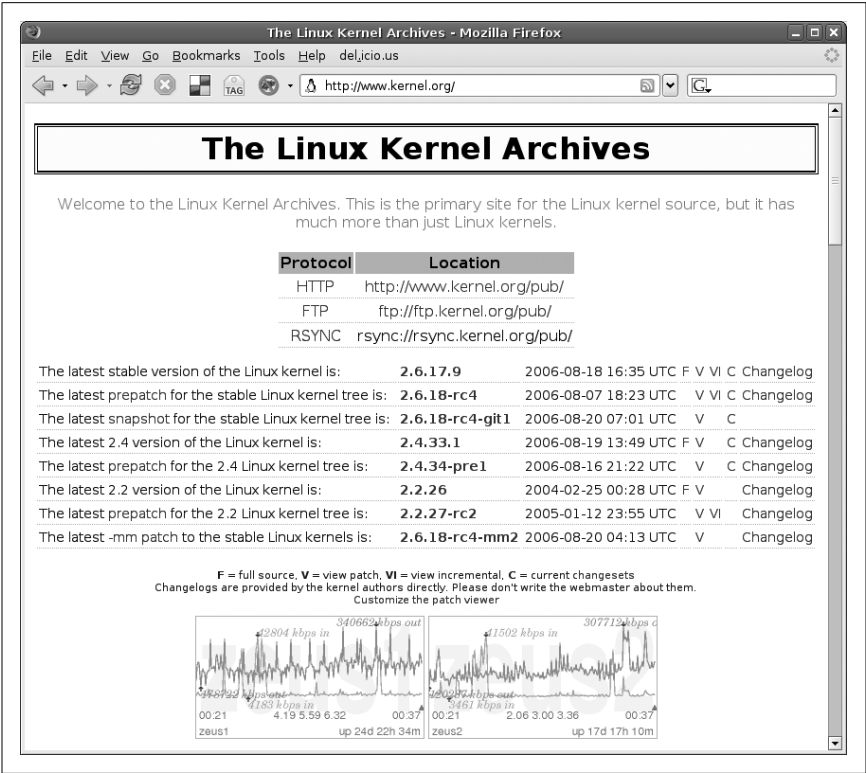 The Linux Kernel Archives - Mozilla Firefox
File Edit View Go Bookmarks Tools Help del.icio.us
TAG http://www.kernel.org/ G
The Linux Kernel Archives
Welcome to the Linux Kernel Archives. This is the primary site for the Linux kernel source, but it has
much more than just Linux kernels.
Protocol Location
HTTP http://www.kernel.org/pub/
FTP ftp://ftp.kernel.org/pub/
RSYNC rsync://rsync.kernel.org/pub/
The latest stable version of the Linux kernel is: 2.6.17.9 2006-08-18 16:35 UTC F V VI C Changelog
The latest prepatch for the stable Linux kernel tree is: 2.6.18-rc4 2006-08-07 18:23 UTC V VI C Changelog
The latest snapshot for the stable Linux kernel tree is: 2.6.18-rc4-git1 2006-08-20 07:01 UTC V C
The latest 2.4 version of the Linux kernel is: 2.4.33.1 2006-08-19 13:49 UTC F V C Changelog
The latest prepatch for the 2.4 Linux kernel tree is: 2.4.34-pre1 2006-08-16 21:22 UTC V C Changelog
The latest 2.2 version of the Linux kernel is: 2.2.26 2004-02-25 00:28 UTC F V Changelog
The latest prepatch for the 2.2 Linux kernel tree is: 2.2.27-rc2 2005-01-12 23:55 UTC V VI Changelog
The latest -mm patch to the stable Linux kernels is: 2.6.18-rc4-mm2 2006-08-20 04:13 UTC V Changelog
F = full source, V = view patch, VI = view incremental, C = current changesets
Changelogs are provided by the kernel authors directly. Please don't write the webmaster about them.
Customize the patch viewer
340662 kbps out 307712 kbps
42804 kbps in 41502 kbps in
zeus1 zeus2
kbps out kbps out
4183 kbps in 3461 kbps in
00:21 4.19 5.59 6.32 00:37 00:21 2.06 3.00 3.36 00:37
zeus1 up 24d 22h 34m zeus2 up 17d 17h 10m